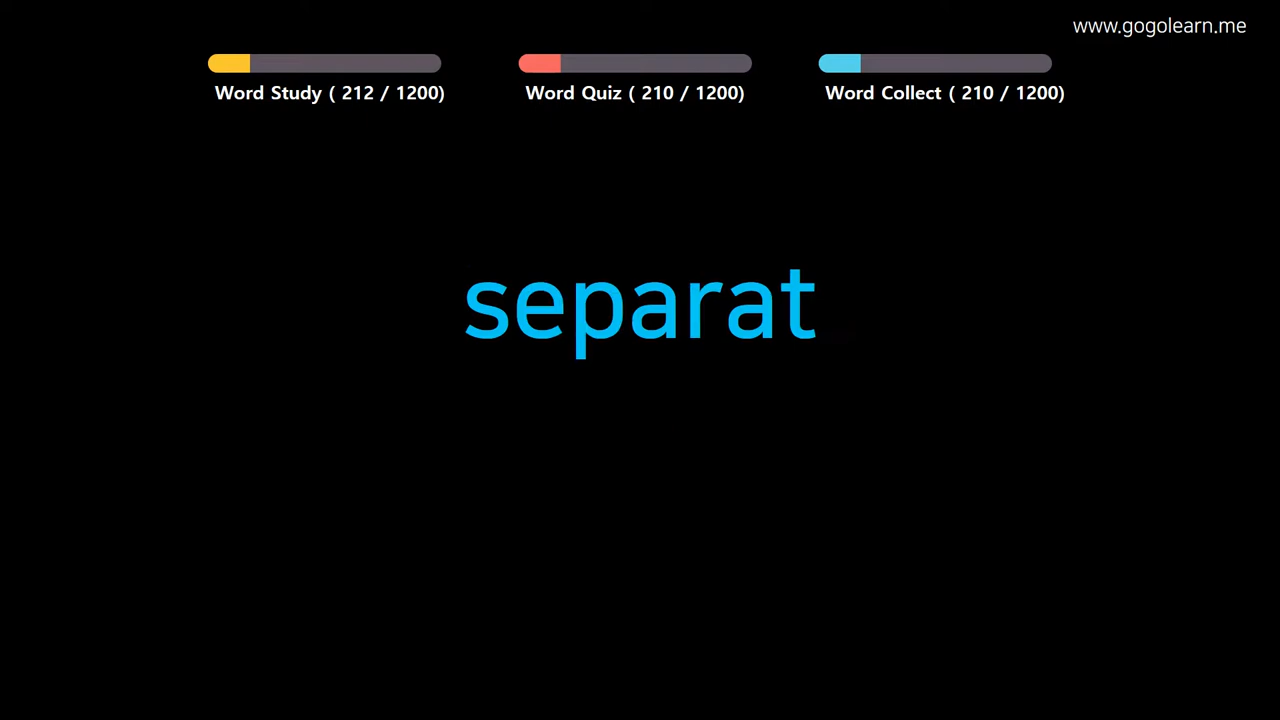 www.gogolearn.me
Word Study ( 212 / 1200)
Word Quiz ( 210 / 1200)
Word Collect ( 210 / 1200)
separat